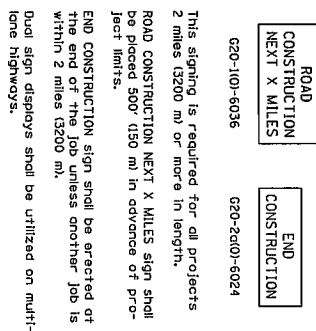 ROAD
CONSTRUCTION
NEXT X MILES
G20-1(O)-6036
END
CONSTRUCTION
G20-2a(O)-6024
This signing is required for all projects
2 miles (3200 m) or more in length.
ROAD CONSTRUCTION NEXT X MILES sign shall
be placed 500' (150 m) in advance of pro-
ject limits.
END CONSTRUCTION sign shall be erected at
the end of the job unless another job is
within 2 miles (3200 m).
Dual sign displays shall be utilized on multi-
lane highways.